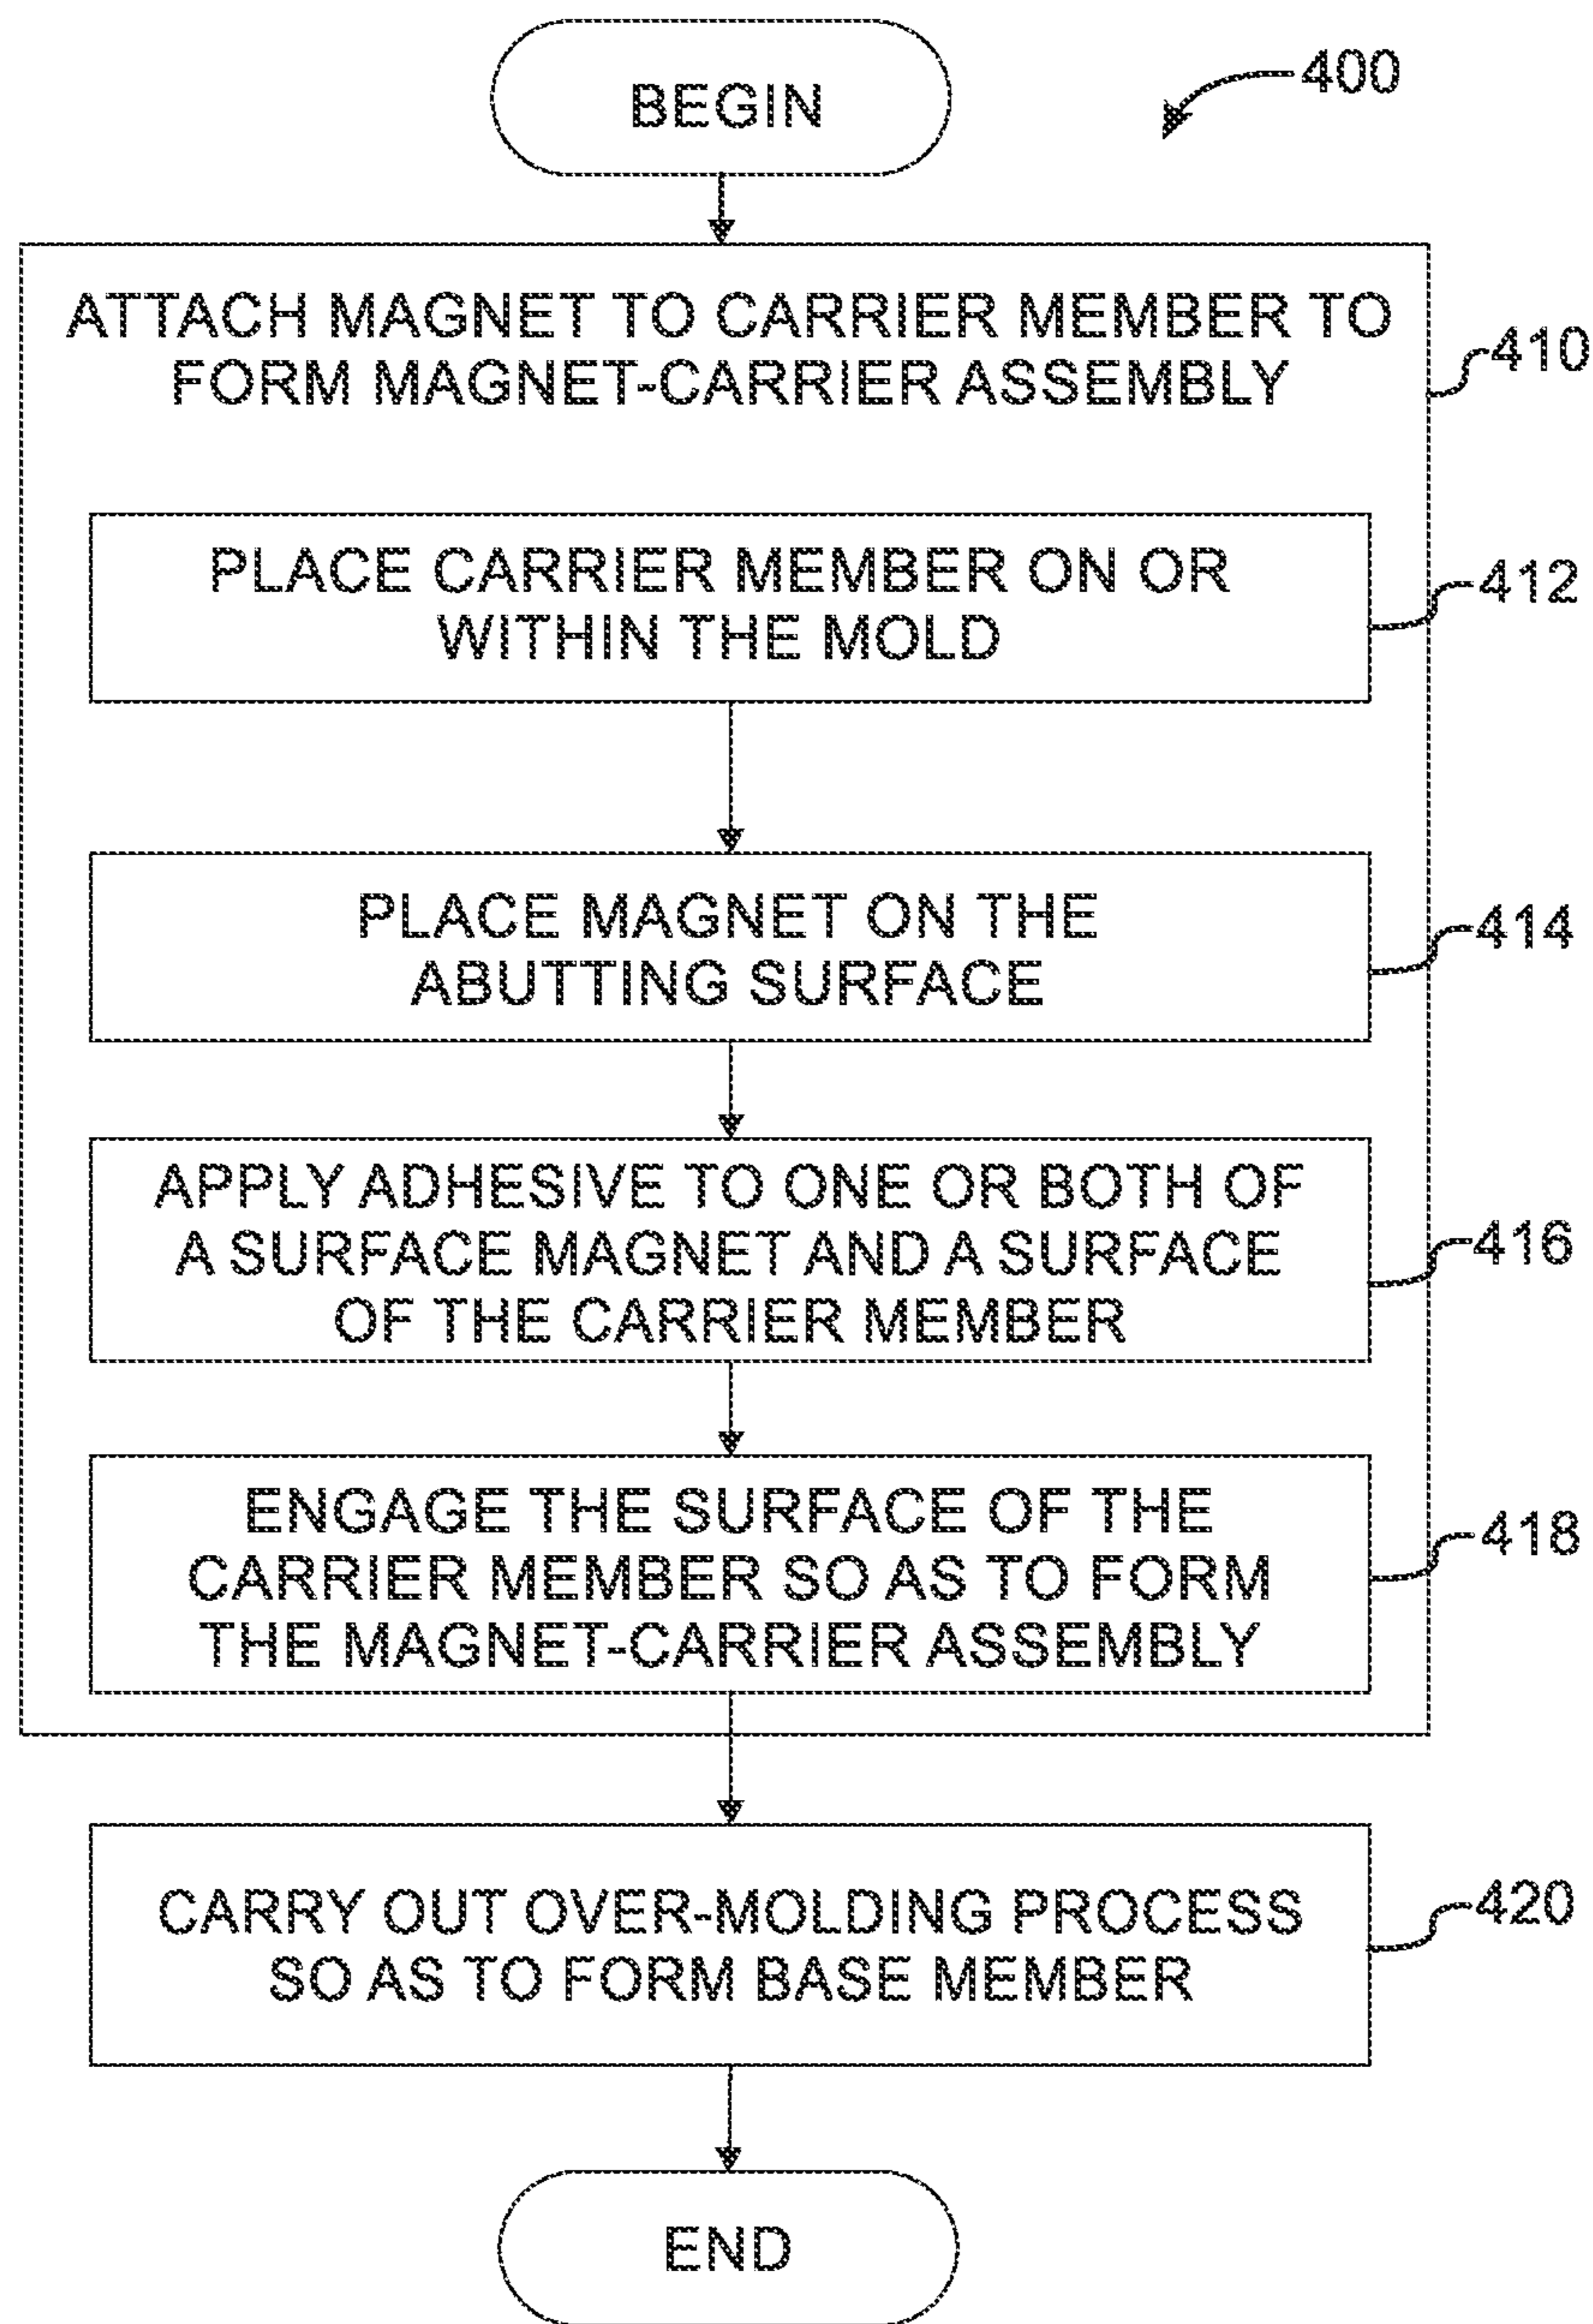 BEGIN
400
ATTACH MAGNET TO CARRIER MEMBER TO
FORM MAGNET-CARRIER ASSEMBLY
410
PLACE CARRIER MEMBER ON OR
WITHIN THE MOLD
412
PLACE MAGNET ON THE
ABUTTING SURFACE
414
APPLY ADHESIVE TO ONE OR BOTH OF
A SURFACE MAGNET AND A SURFACE
OF THE CARRIER MEMBER
416
ENGAGE THE SURFACE OF THE
CARRIER MEMBER SO AS TO FORM
THE MAGNET-CARRIER ASSEMBLY
418
CARRY OUT OVER-MOLDING PROCESS
SO AS TO FORM BASE MEMBER
420
END